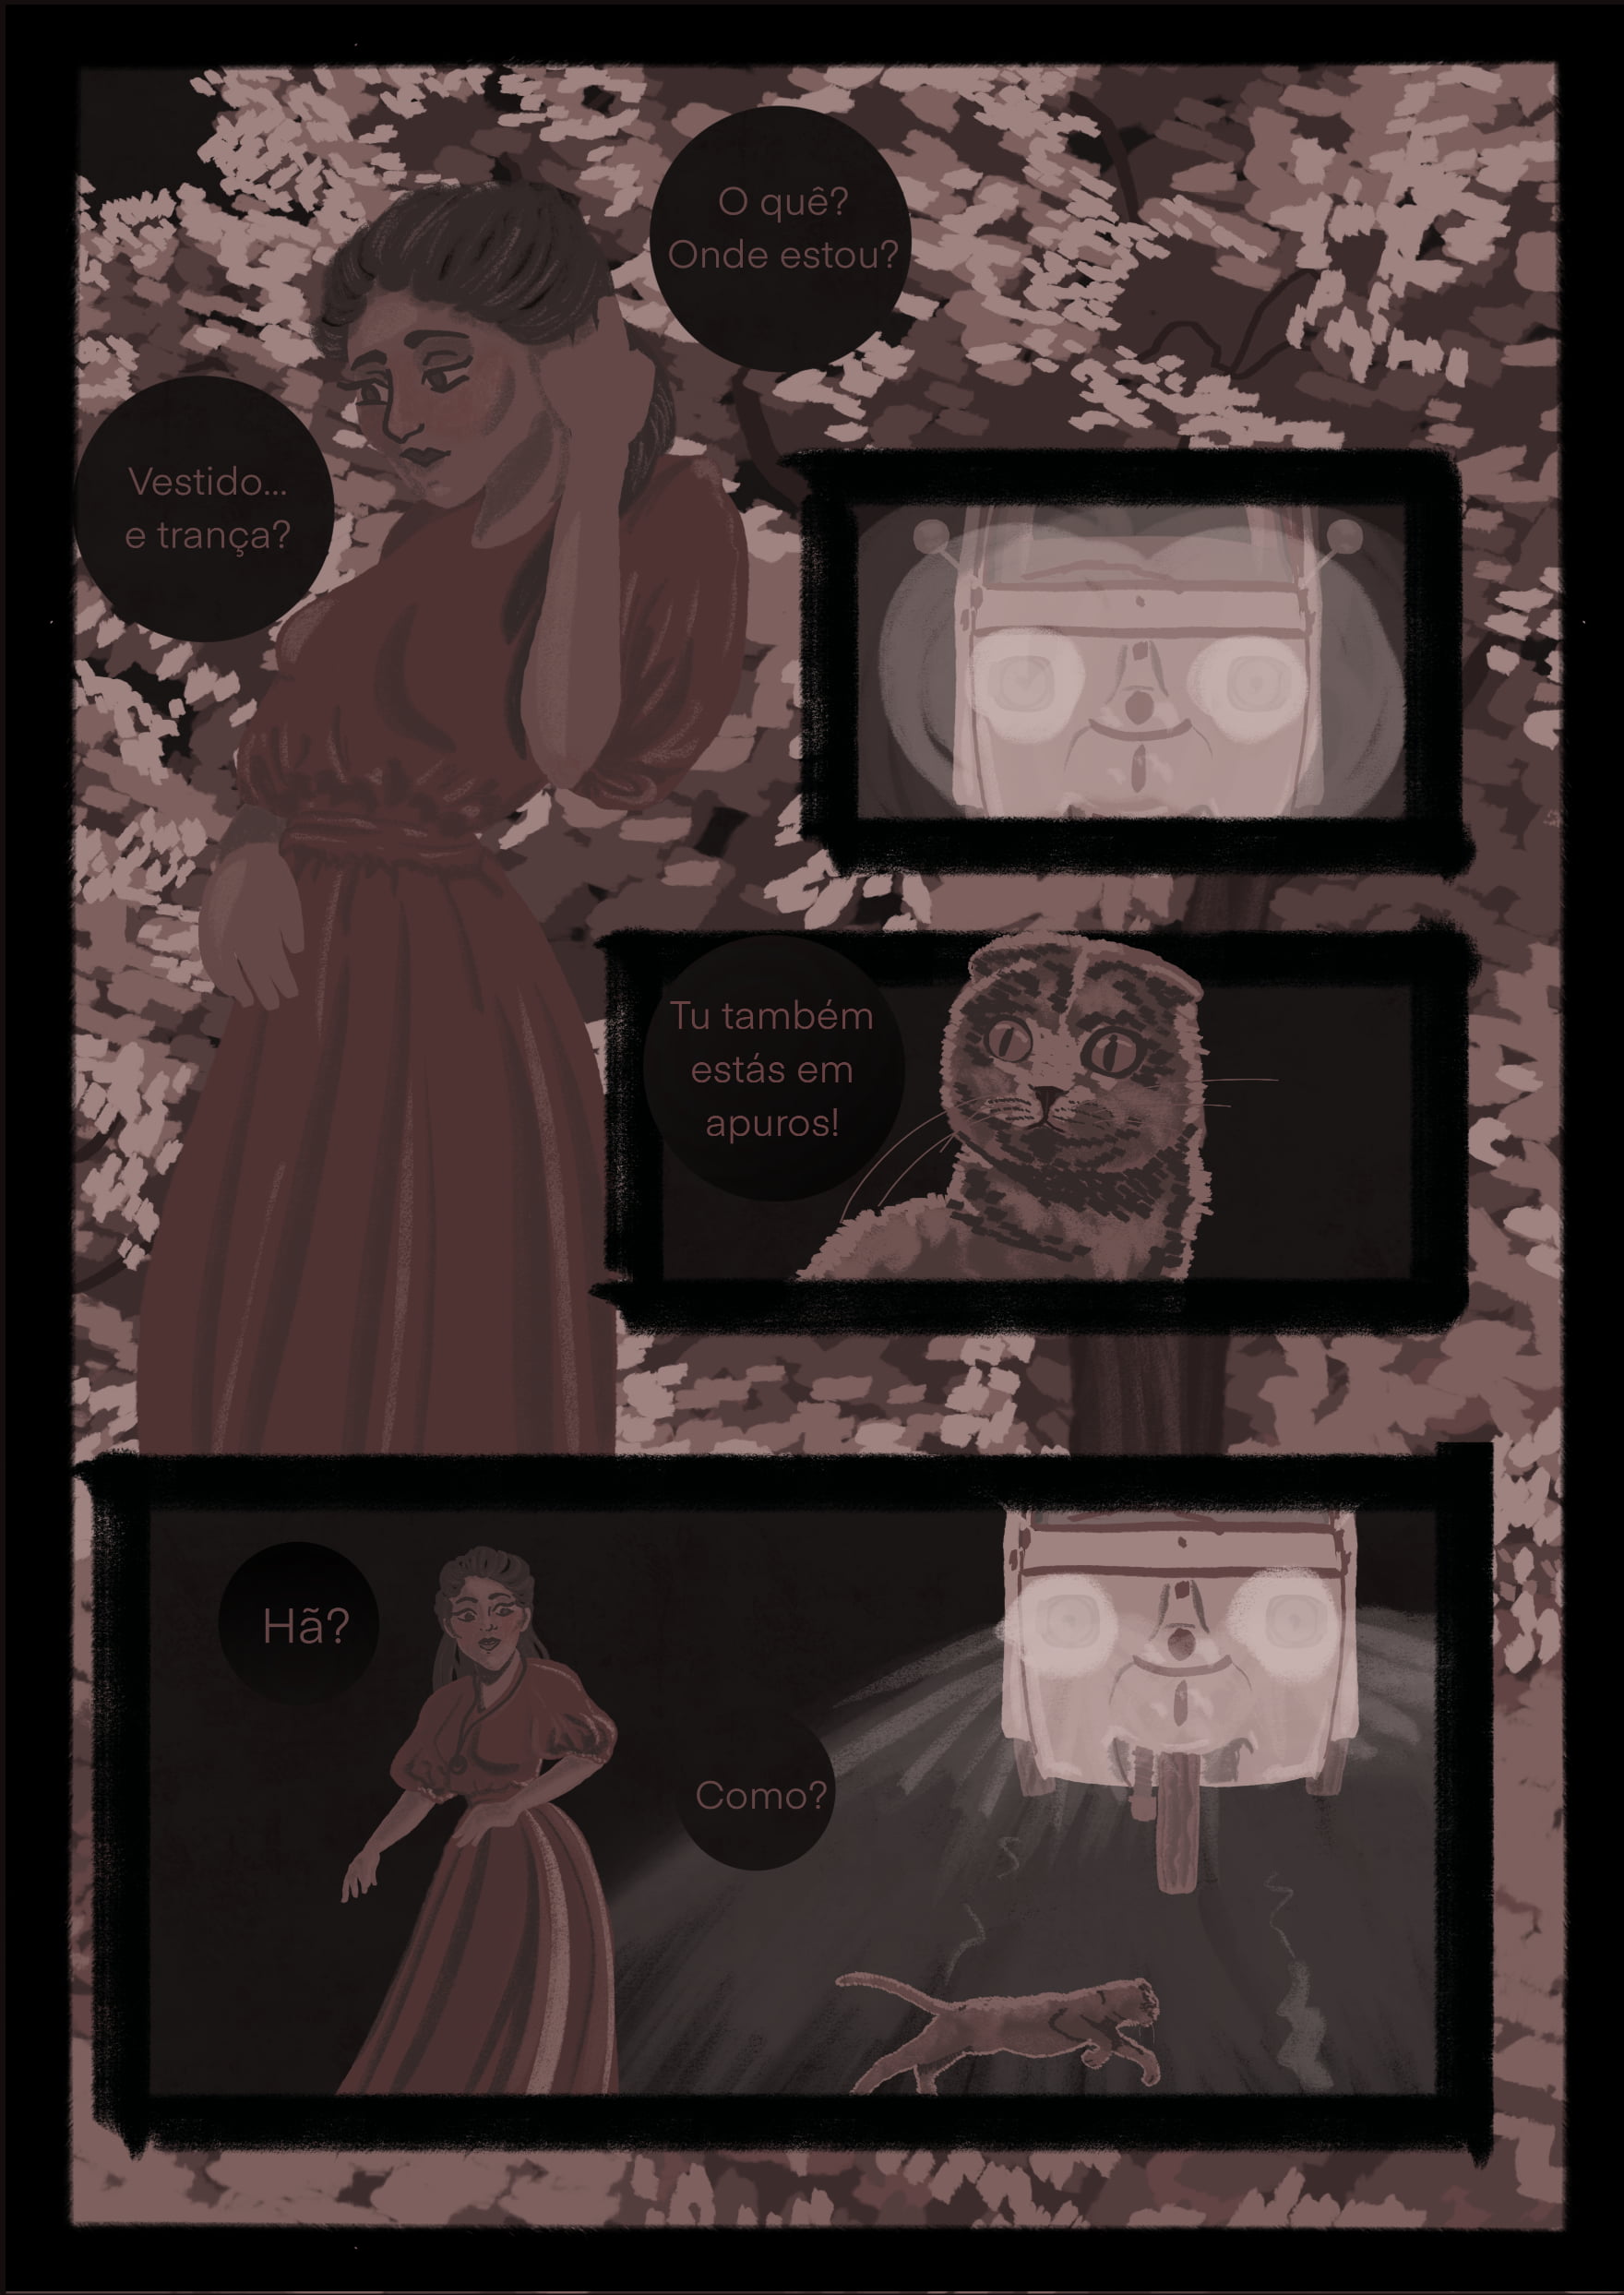 O quê?
Onde estou?
Vestido...
e trança?
Tu também
estás em
apuros!
Hã?
Como?